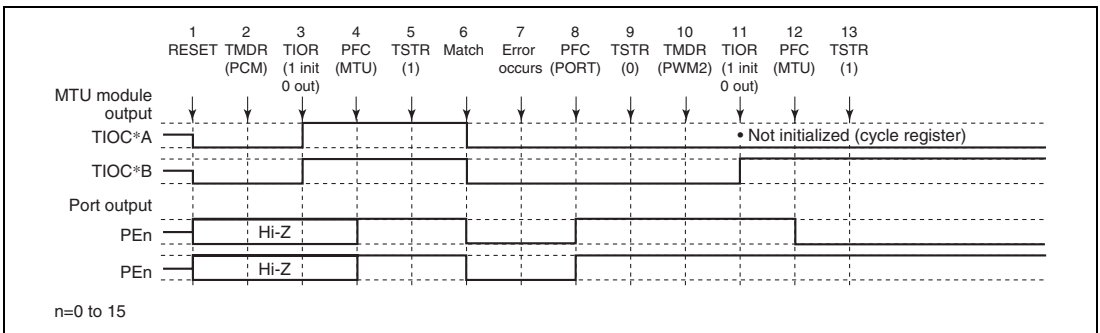 1 2 3 4 5 6 7 8 9 10 11 12 13
RESET TMDR TIOR PFC TSTR Match Error PFC TSTR TMDR TIOR PFC TSTR
(PCM) (1 init (MTU) (1) occurs (PORT) (0) (PWM2) (1 init (MTU) (1)
0 out) 0 out)
MTU module
output
TIOC*A
• Not initialized (cycle register)
TIOC*B
Port output
PEn
Hi-Z
PEn
Hi-Z
n=0 to 15